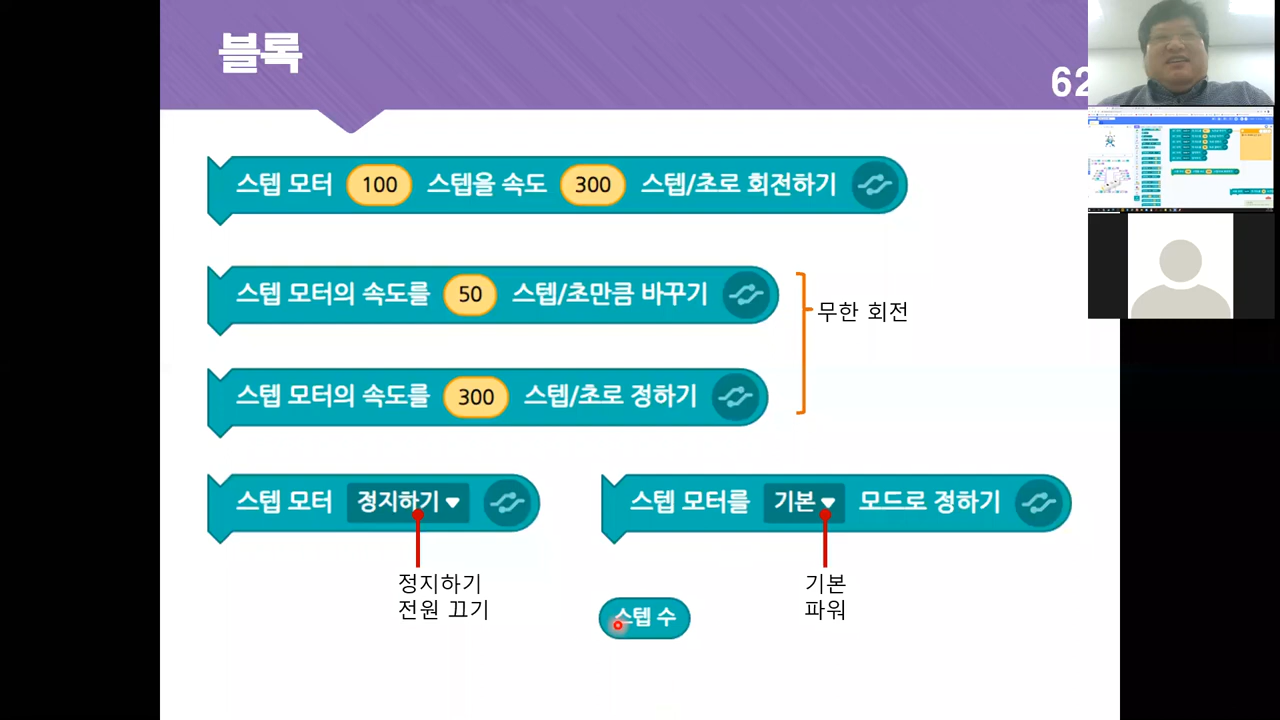 블록
62
스텝 모터 100 스텝을 속도 300 스텝/초로 회전하기
스텝 모터의 속도를 50 스텝/초만큼 바꾸기
무한 회전
스텝 모터의 속도를 300 스텝/초로 정하기
스텝 모터 정지하기
스텝 모터를 기본 모드로 정하기
정지하기
전원 끄기
기본
파워
스텝 수